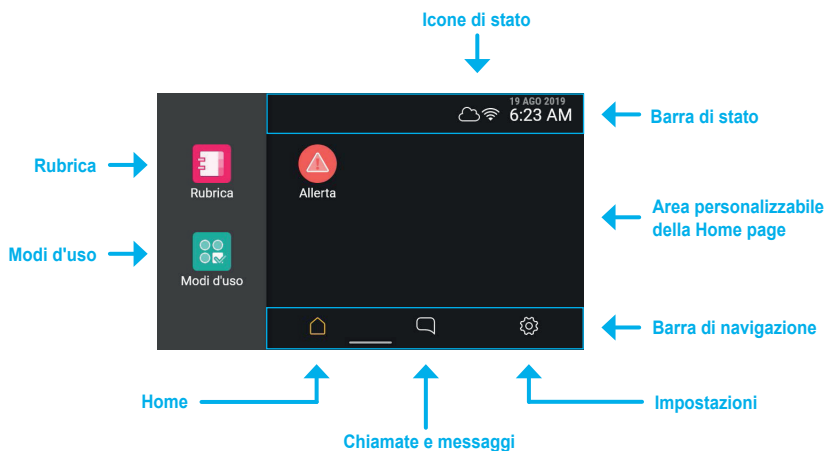 Icone di stato
19 AGO 2019
6:23 AM
Barra di stato
Rubrica
Rubrica
Allerta
Area personalizzabile
della Home page
Modi d'uso
Modi d'uso
Barra di navigazione
Home
Impostazioni
Chiamate e messaggi